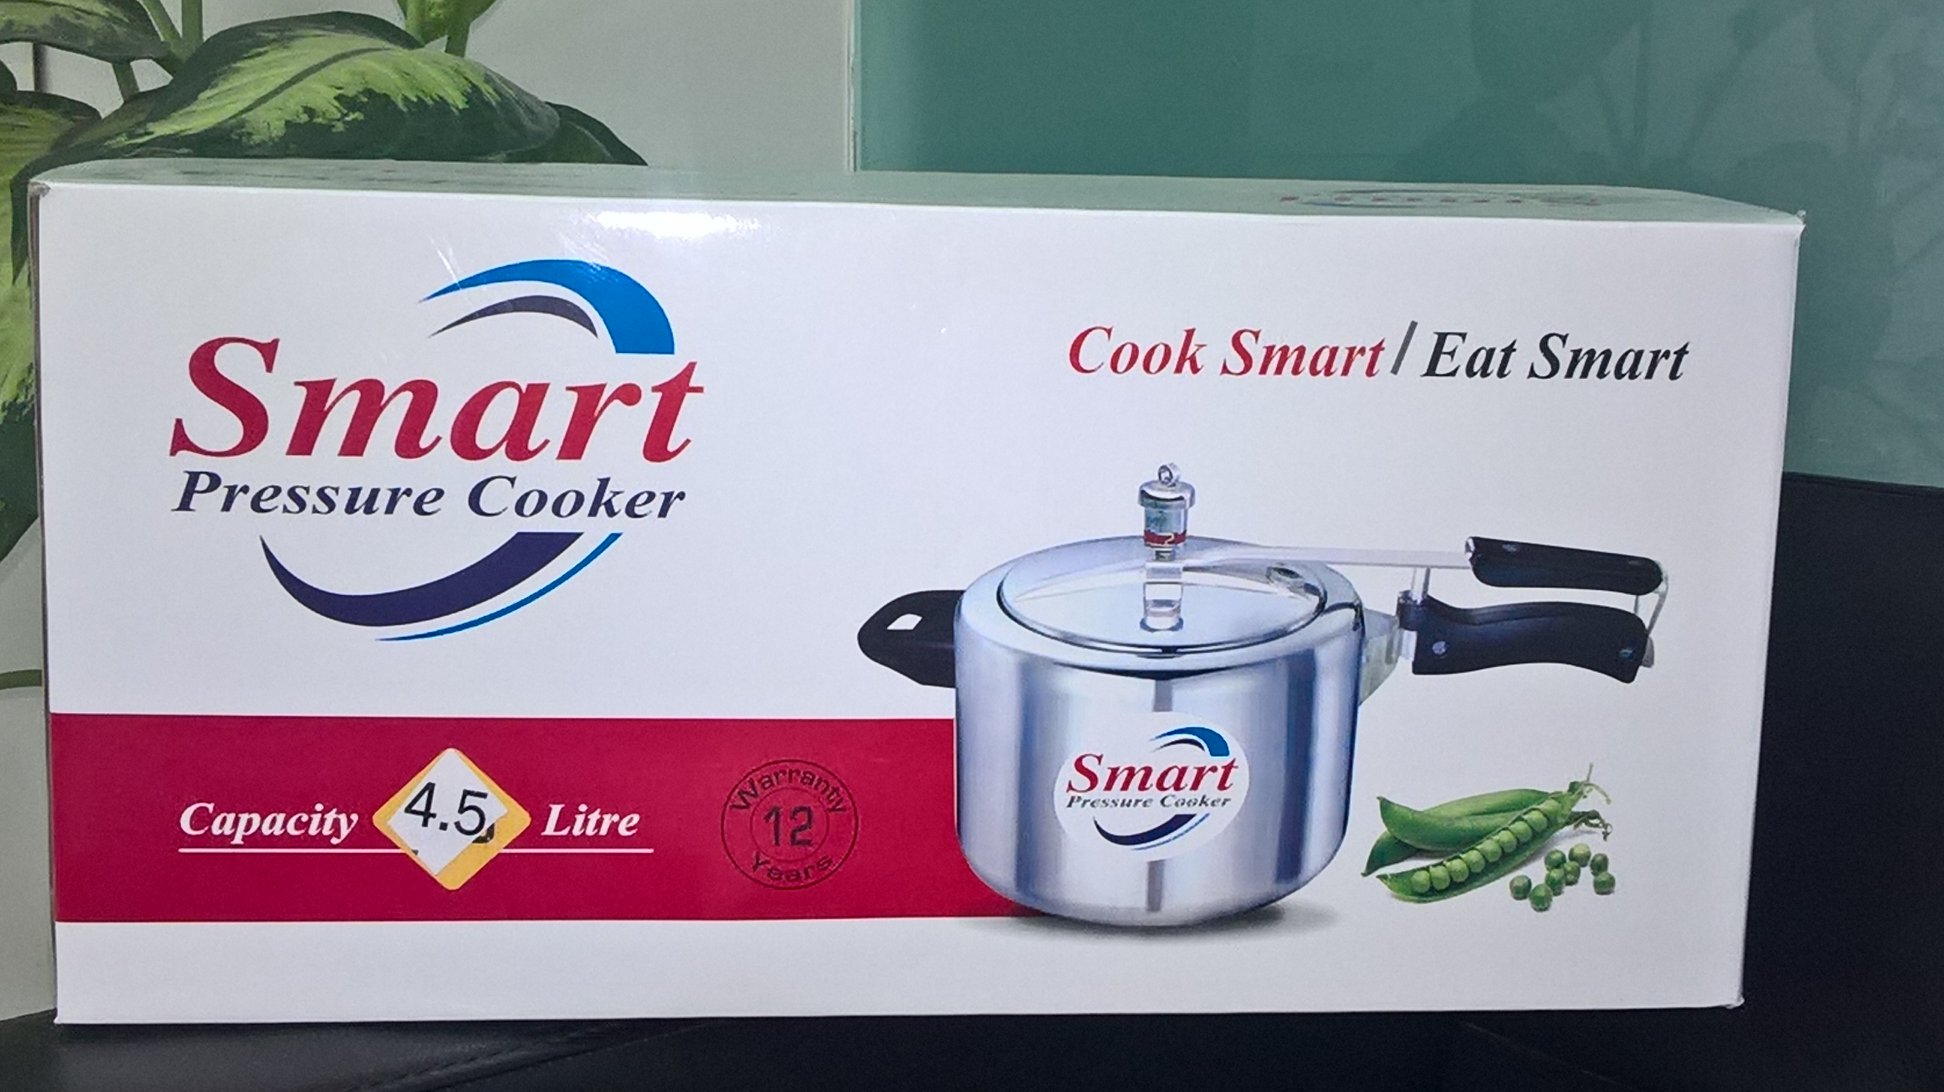 Smart
Pressure Cooker
Cook Smart / Eat Smart
Capacity 4.5 Litre
Warranty
12
Years
Smart
Pressure Cooker